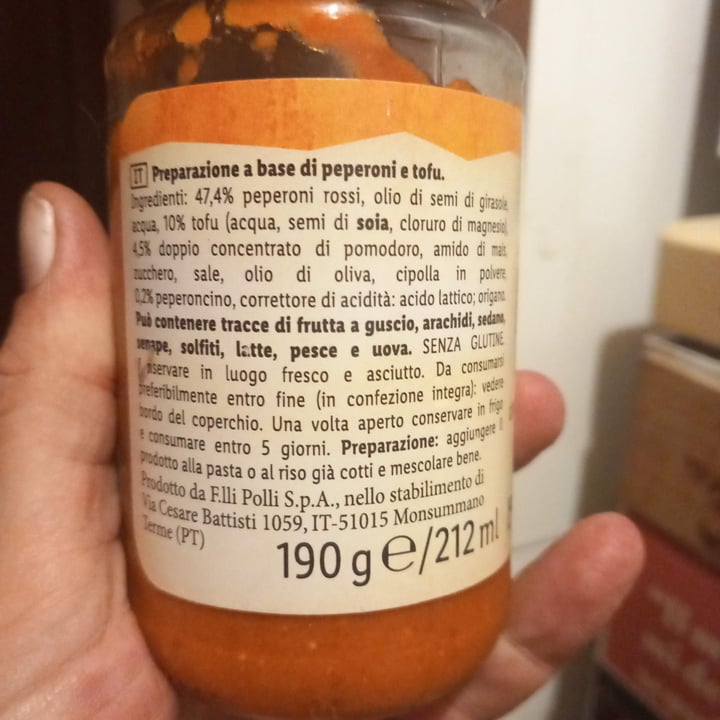 IT Preparazione a base di peperoni e tofu.
Ingredienti: 47,4% peperoni rossi, olio di semi di girasole,
acqua, 10% tofu (acqua, semi di soia, cloruro di magnesio),
4,5% doppio concentrato di pomodoro, amido di mais,
zucchero, sale, olio di oliva, cipolla in polvere,
0,2% peperoncino, correttore di acidità: acido lattico; origano.
Può contenere tracce di frutta a guscio, arachidi, sedano,
senape, solfiti, latte, pesce e uova. SENZA GLUTINE.
Conservare in luogo fresco e asciutto. Da consumarsi
preferibilmente entro fine (in confezione integra): vedere
bordo del coperchio. Una volta aperto conservare in frigo
e consumare entro 5 giorni. Preparazione: aggiungere il
prodotto alla pasta o al riso già cotti e mescolare bene.
Prodotto da F.lli Polli S.p.A., nello stabilimento di
Via Cesare Battisti 1059, IT-51015 Monsummano
Terme (PT)
190 g e/212 ml